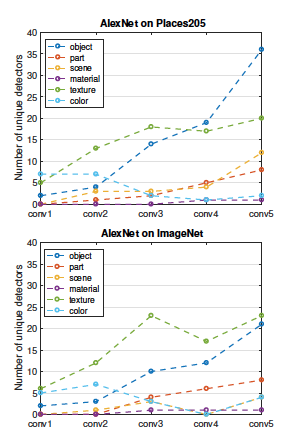 AlexNet on Places205
Number of unique detectors
40
35
30
25
20
15
10
5
0
object
part
scene
material
texture
color
conv1 conv2 conv3 conv4 conv5
AlexNet on ImageNet
Number of unique detectors
40
35
30
25
20
15
10
5
0
object
part
scene
material
texture
color
conv1 conv2 conv3 conv4 conv5